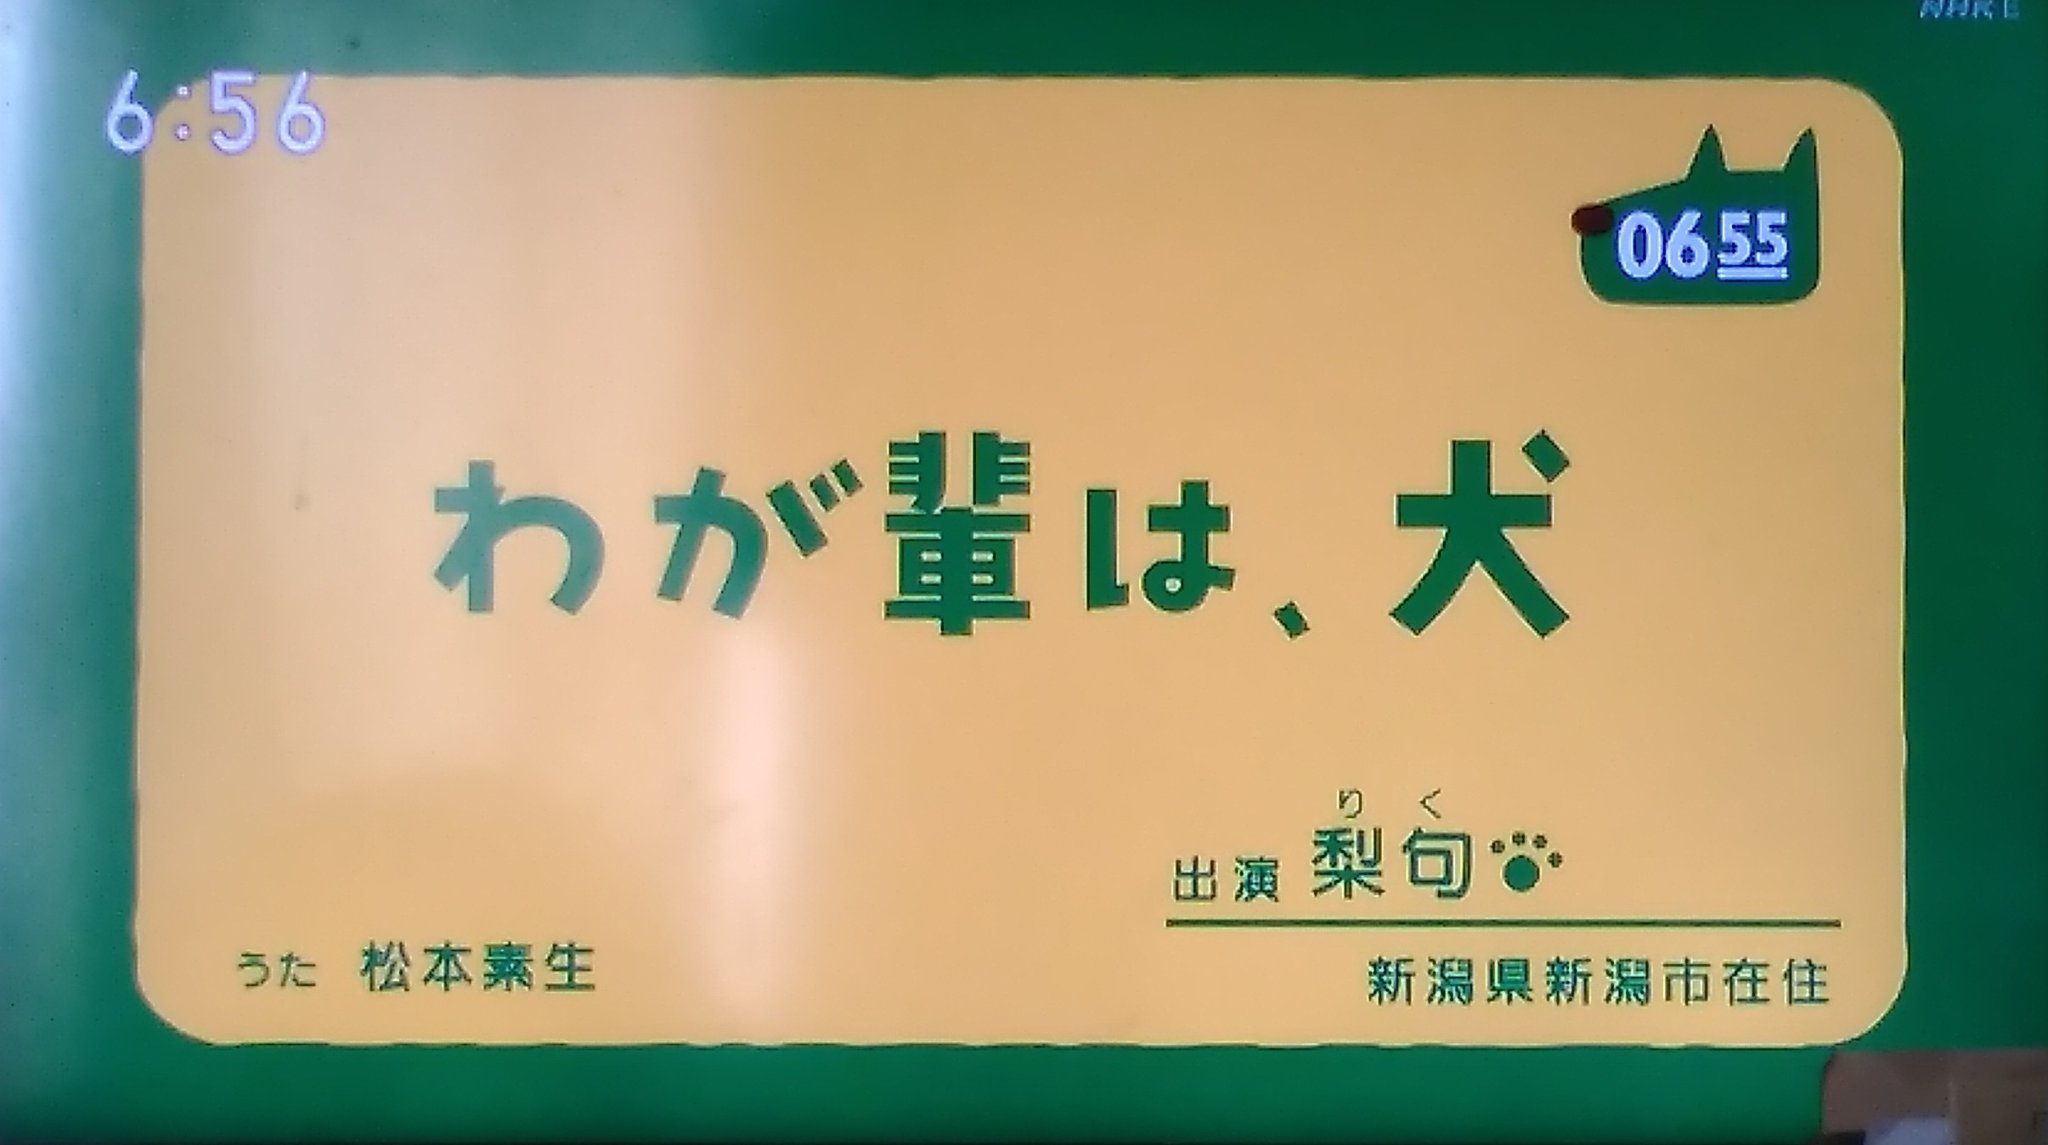 NHK E
6:56
0655
わが輩は、犬
りく
出演 梨句
うた 松本素生
新潟県新潟市在住